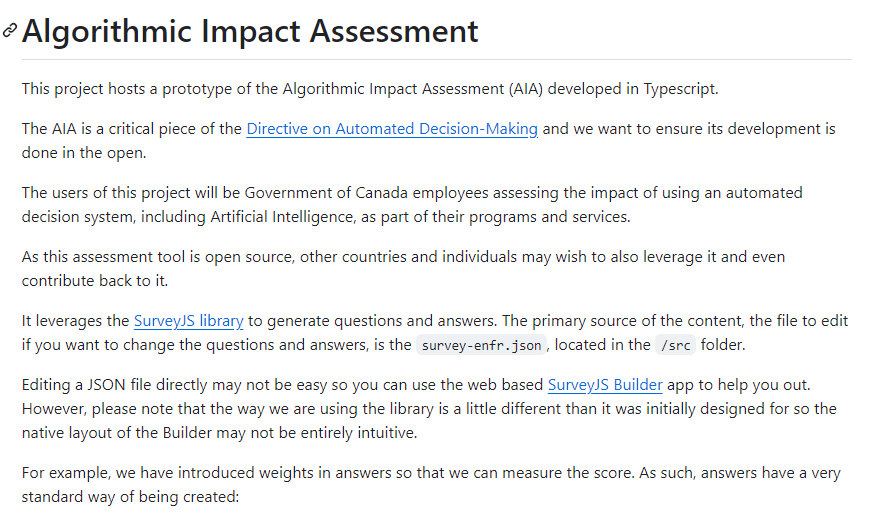 Algorithmic Impact Assessment
This project hosts a prototype of the Algorithmic Impact Assessment (AIA) developed in Typescript.
The AIA is a critical piece of the Directive on Automated Decision-Making and we want to ensure its development is
done in the open.
The users of this project will be Government of Canada employees assessing the impact of using an automated
decision system, including Artificial Intelligence, as part of their programs and services.
As this assessment tool is open source, other countries and individuals may wish to also leverage it and even
contribute back to it.
It leverages the SurveyJS library to generate questions and answers. The primary source of the content, the file to edit
if you want to change the questions and answers, is the survey-enfr.json, located in the /src folder.
Editing a JSON file directly may not be easy so you can use the web based SurveyJS Builder app to help you out.
However, please note that the way we are using the library is a little different than it was initially designed for so the
native layout of the Builder may not be entirely intuitive.
For example, we have introduced weights in answers so that we can measure the score. As such, answers have a very
standard way of being created: